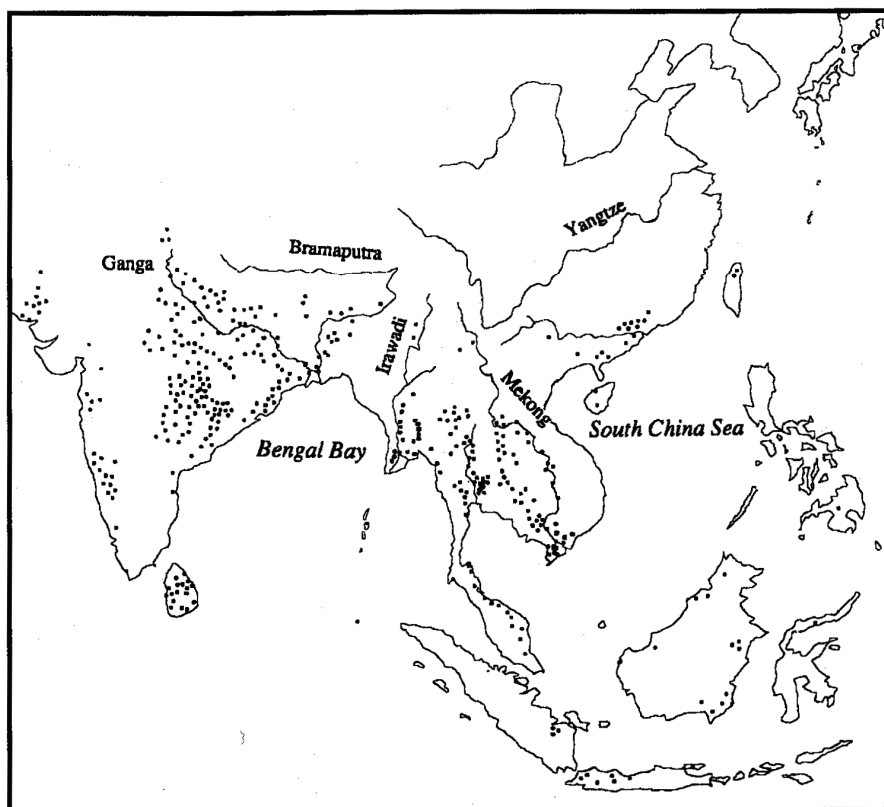 Yangtze
Bramaputra
Ganga
Irawadi
Mekong
South China Sea
Bengal Bay